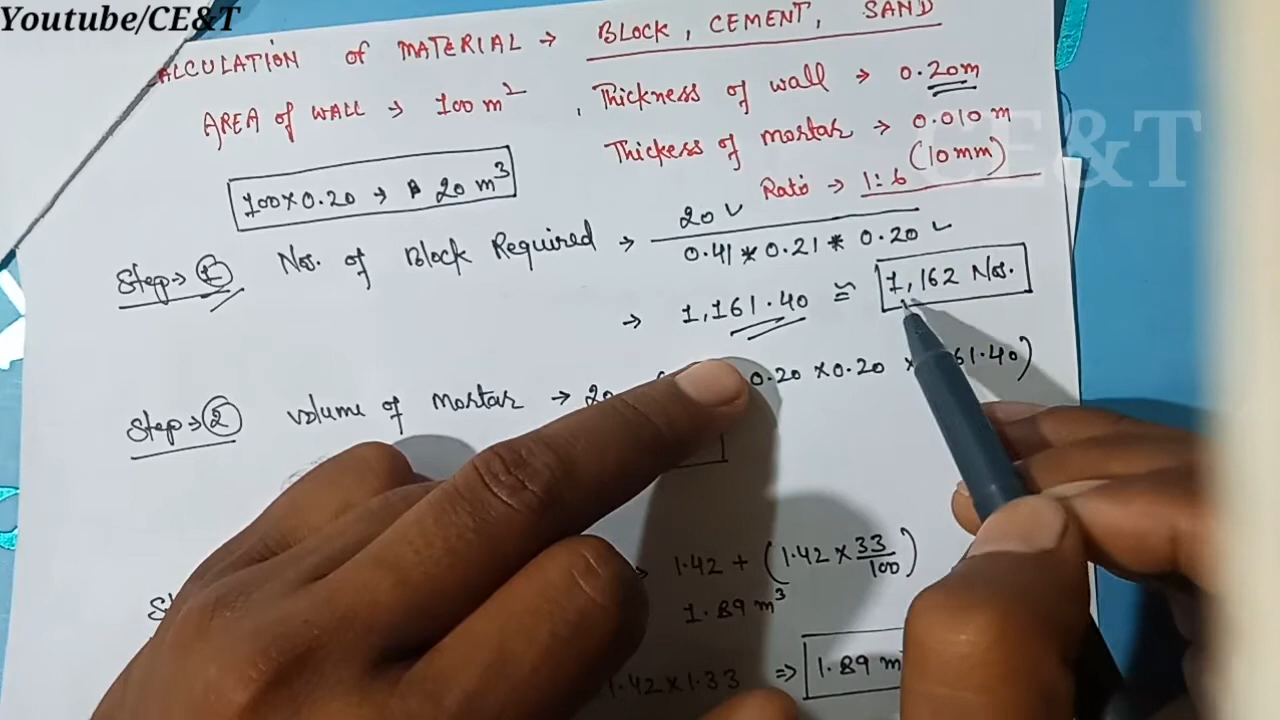 Youtube/CE&T
ALCULATION of MATERIAL → BLOCK, CEMENT, SAND
AREA of WALL → 100 m² , Thickness of wall → 0.20m
Thickess of mortar → 0.010 m
(10 mm)
CE&T
100 × 0.20 → 20 m³
Ratio → 1:6
Step → ① Nos. of Block Required → 20 ✓
0.41 * 0.21 * 0.20 ✓
→ 1,161.40 ≅ 1,162 Nos.
Step → ② Volume of mortar → 20 0.20 × 0.20 × 61.40)
1.42 + (1.42 × 33/100)
1.89 m³
1.42 × 1.33 ⇒ 1.89 m